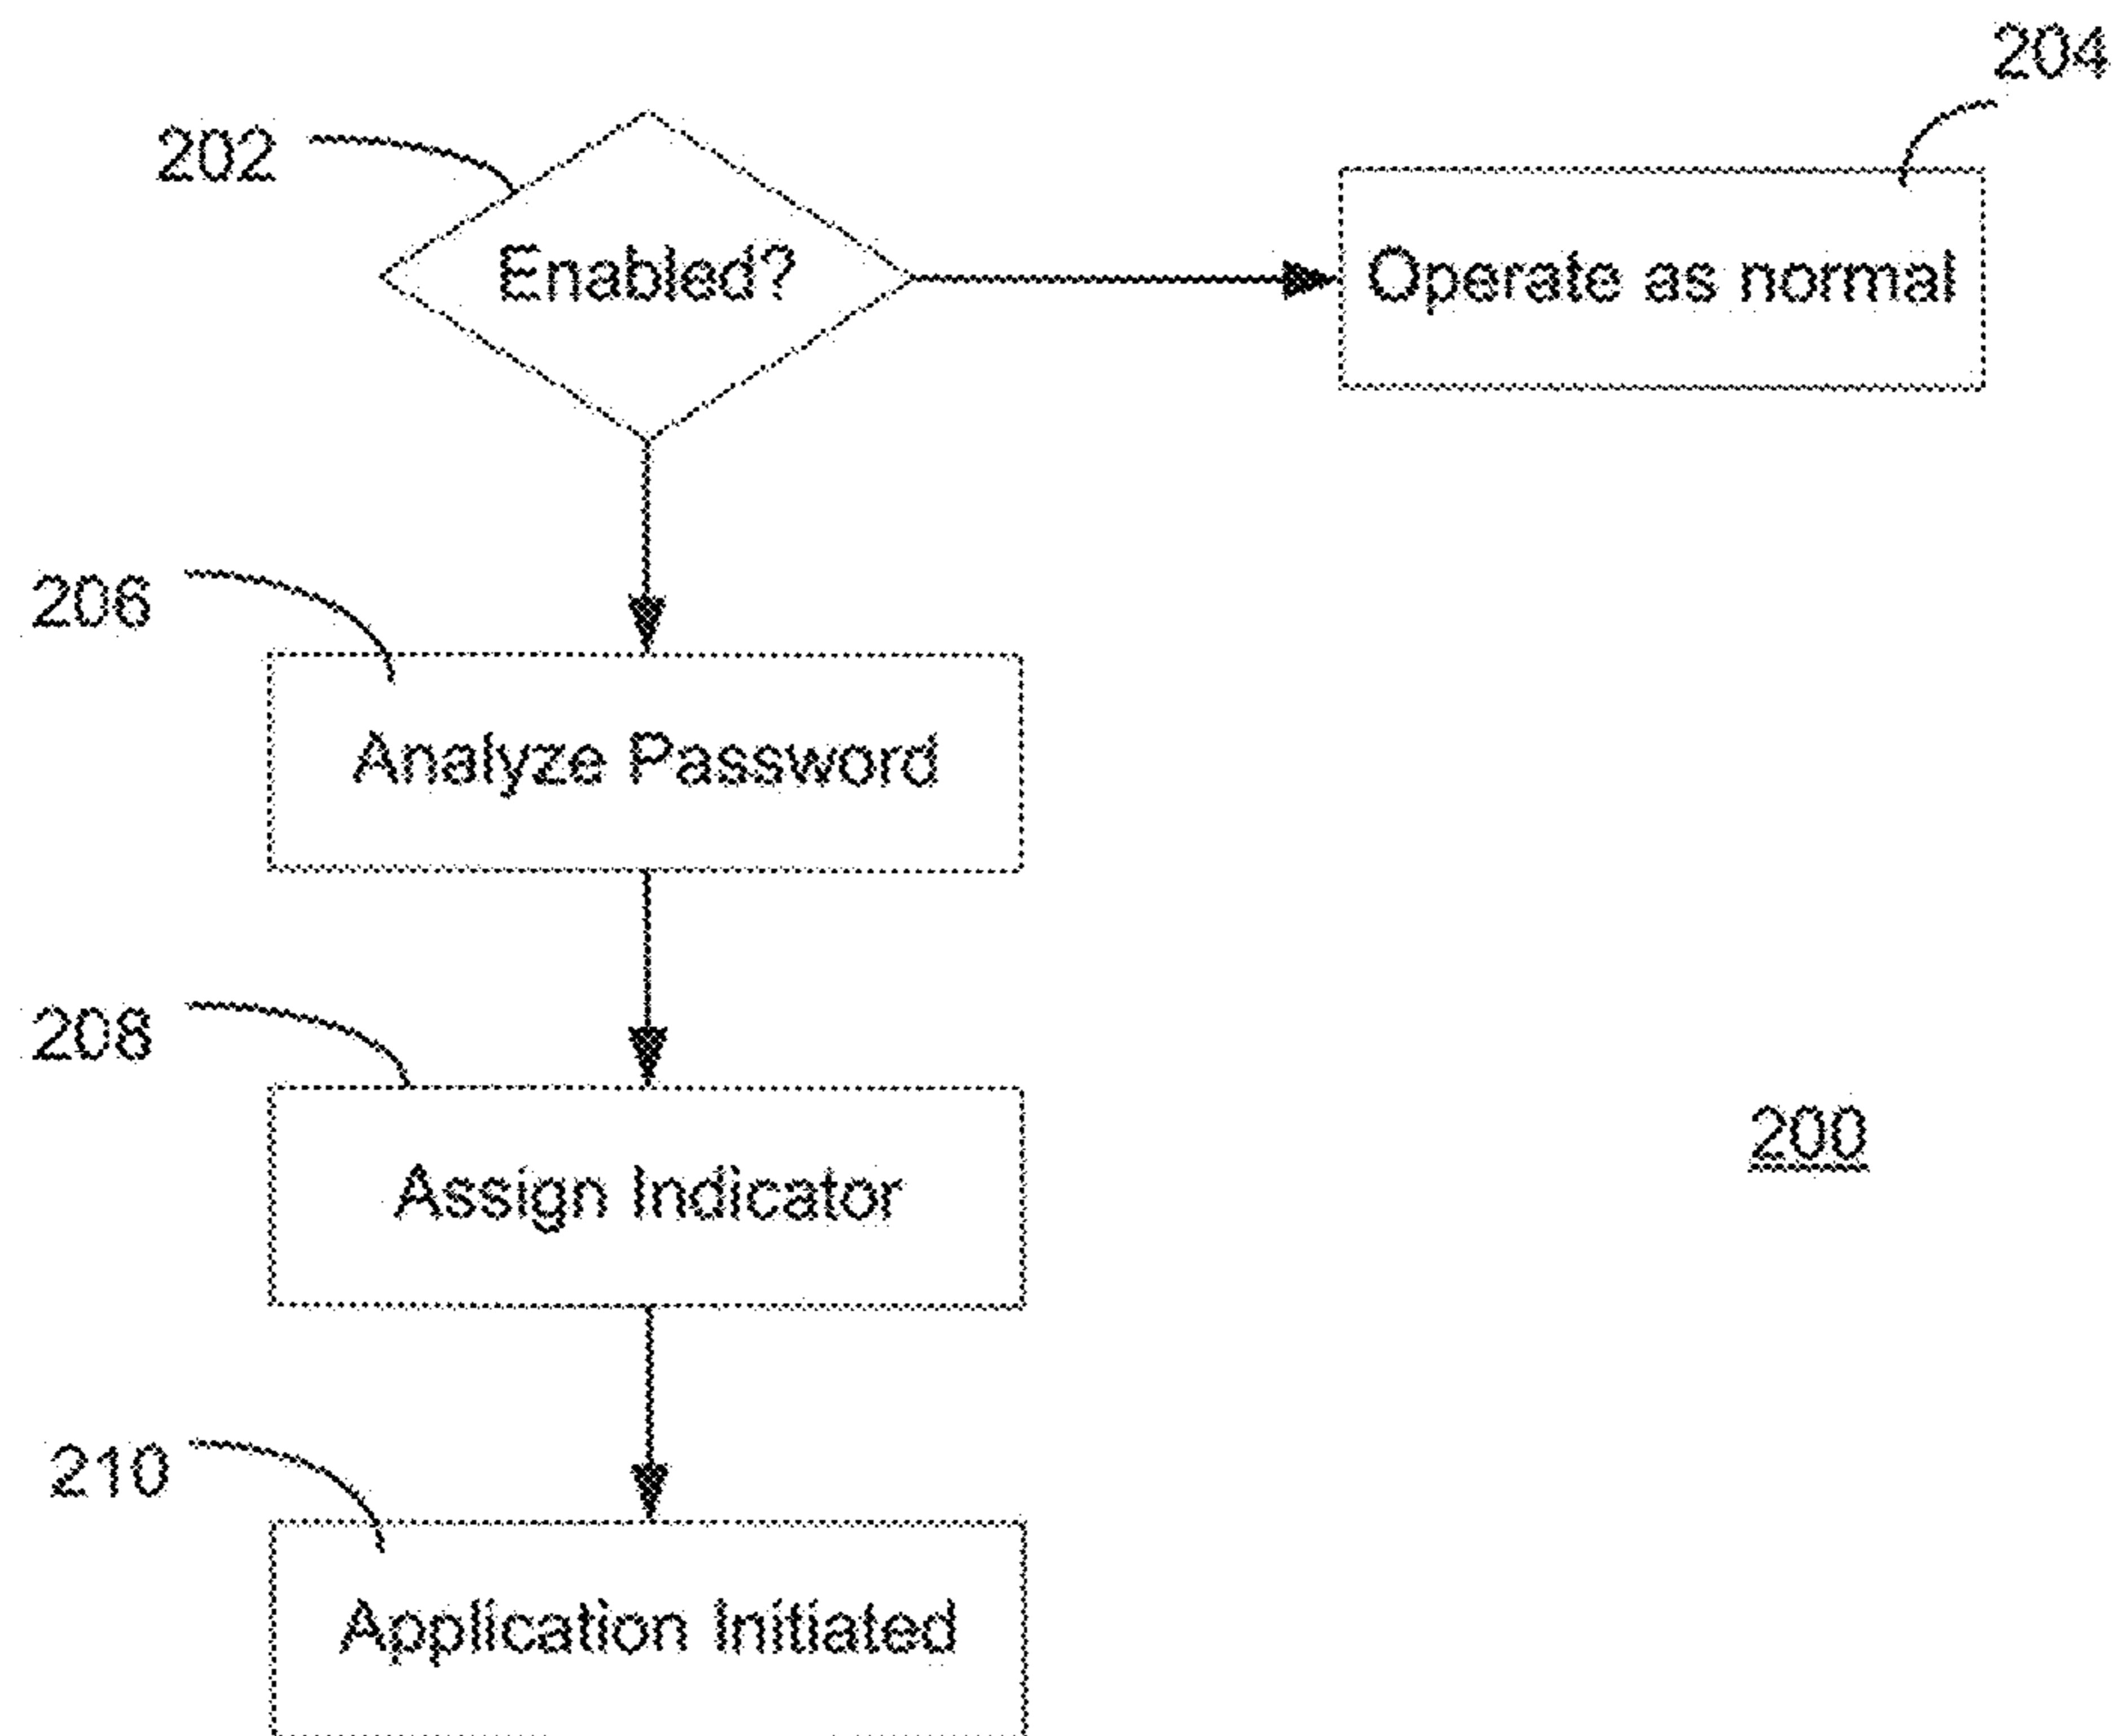 204
202
Enabled?
Operate as normal
206
Analyze Password
208
Assign Indicator
200
210
Application Initiated